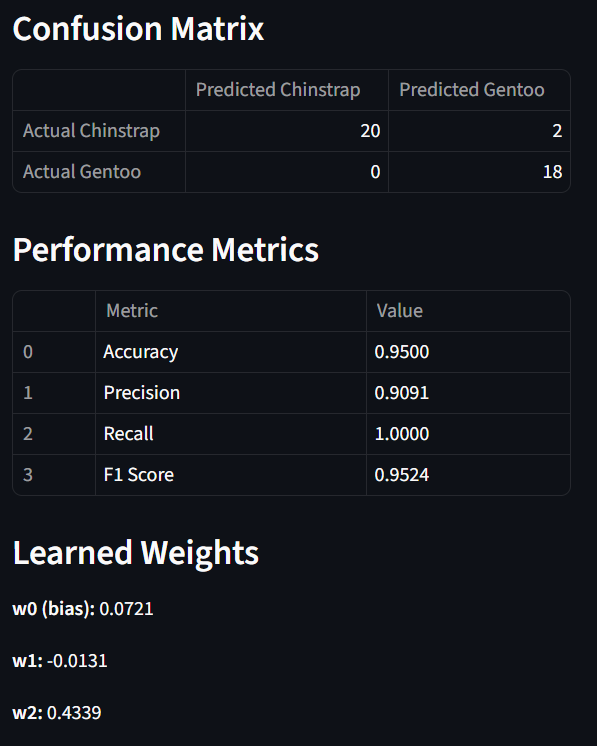 Confusion Matrix
Predicted Chinstrap Predicted Gentoo
Actual Chinstrap 20 2
Actual Gentoo 0 18
Performance Metrics
Metric Value
0 Accuracy 0.9500
1 Precision 0.9091
2 Recall 1.0000
3 F1 Score 0.9524
Learned Weights
w0 (bias): 0.0721
w1: -0.0131
w2: 0.4339